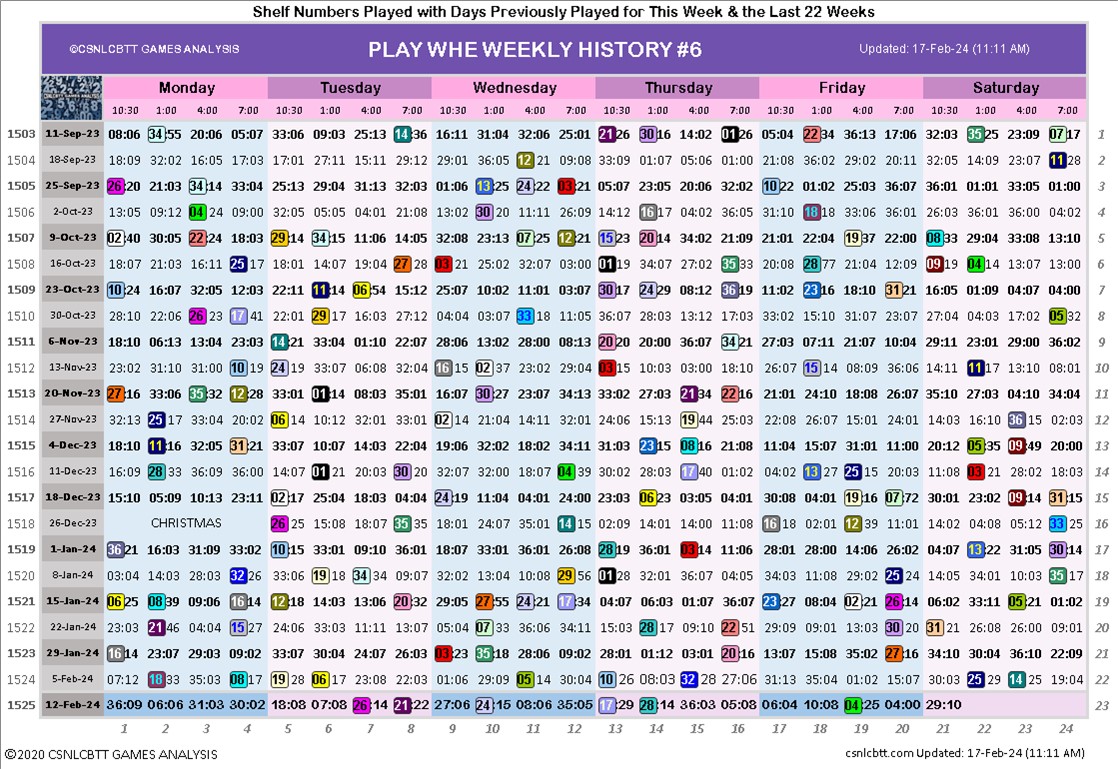 Shelf Numbers Played with Days Previously Played for This Week & the Last 22 Weeks
©CSNLCBTT GAMES ANALYSIS PLAY WHE WEEKLY HISTORY #6 Updated: 17-Feb-24 (11:11 AM)
Monday Tuesday Wednesday Thursday Friday Saturday
10:30 1:00 4:00 7:00 10:30 1:00 4:00 7:00 10:30 1:00 4:00 7:00 10:30 1:00 4:00 7:00 10:30 1:00 4:00 7:00 10:30 1:00 4:00 7:00
1503 11-Sep-23 08:06 34:55 20:06 05:07 33:06 09:03 25:13 14:36 16:11 31:04 32:06 25:01 21:26 30:16 14:02 01:26 05:04 22:34 36:13 17:06 32:03 35:25 23:09 07:17 1
1504 18-Sep-23 18:09 32:02 16:05 17:03 17:01 27:11 15:11 29:12 29:01 36:05 12 21 09:08 33:09 01:07 05:06 01:00 21:08 36:02 29:02 20:11 32:05 14:09 23:07 11 28 2
1505 25-Sep-23 26:20 21:03 34:14 33:04 25:13 29:04 31:13 32:03 01:06 13:25 24:22 03:21 05:07 23:05 20:06 32:02 10:22 01:02 25:03 36:07 36:01 01:01 33:05 01:00 3
1506 2-Oct-23 13:05 09:12 04 24 09:00 32:05 05:05 04:01 21:08 13:02 30 20 11:11 26:09 14:12 16 17 04:02 36:05 31:10 18 18 33:06 36:01 26:03 36:01 36:00 04:02 4
1507 9-Oct-23 02:40 30:05 22:24 18:03 29:14 34:15 11:06 14:05 32:08 23:13 07:25 12:21 15:23 20:14 34:02 21:09 21:01 22:04 19:37 22:00 08:33 29:04 33:08 13:10 5
1508 16-Oct-23 18:07 21:03 16:11 25 17 18:01 14:07 19:04 27 28 03 21 25:02 32:07 03:00 01 19 34:07 27:02 35 33 20:08 28 77 21:04 12:09 09 19 04 14 13:07 13:00 6
1509 23-Oct-23 10:24 16:07 32:05 12:03 22:11 11:14 06:54 15:12 25:07 10:02 11:01 03:07 30:17 24:29 08:12 36:19 11:02 23:16 18:10 31:21 16:05 01:09 04:07 04:00 7
1510 30-Oct-23 28:10 22:06 26 23 17 41 22:05 29 17 16:03 27:12 04:04 03:07 33 18 11:05 36:07 28:03 13:12 17:03 33:02 15:10 31:02 28:08 27:04 04:03 17:02 05 32 8
1511 6-Nov-23 18:10 06:13 13:04 23:03 14:21 33:04 01:10 22:07 28:06 13:02 28:00 08:13 20:20 20:00 36:07 34:21 27:03 07:11 21:07 10:04 29:11 23:01 29:00 36:02 9
1512 13-Nov-23 23:02 31:10 31:00 10 19 24 19 33:07 06:08 32:04 16 15 02 37 09:05 22:04 03 15 10:03 03:00 18:10 26:07 15 14 08:09 36:06 14:11 11 17 13:10 08:01 10
1513 20-Nov-23 27:16 33:06 35:32 12:28 33:01 01:14 08:03 35:01 16:07 30:27 23:07 34:13 33:02 27:03 21:34 22:16 21:01 24:10 18:08 26:07 35:10 27:03 04:10 34:04 11
1514 27-Nov-23 32:13 25 17 33:04 20:02 06 14 10:12 32:01 33:01 02 14 21:04 14:11 32:01 24:06 15:13 19 44 25:03 22:08 26:07 15:01 24:01 14:03 16:10 36 15 02:03 12
1515 4-Dec-23 18:10 11:16 32:05 31:21 33:07 10:07 14:03 22:04 19:06 32:02 18:02 34:11 31:03 23:15 08:16 21:08 11:04 15:07 13:01 11:00 20:12 05:35 09:49 20:00 13
1516 11-Dec-23 16:09 28 33 36:09 36:00 14:07 01 21 20:03 30 20 32:07 32:00 18:07 04 39 30:02 28:03 17 40 01:02 04:02 13 27 25 15 20:03 11:08 03 21 28:02 18:03 14
1517 18-Dec-23 15:10 05:09 10:13 23:11 02:17 25:04 18:03 04:04 24:19 11:04 04:01 24:00 23:03 06:23 03:05 04:01 30:08 04:01 19:16 07:72 30:01 23:02 09:14 31:15 15
1518 26-Dec-23 CHRISTMAS 26 25 15:08 18:07 35 35 18:01 24:07 35:01 14 15 02:09 14:01 14:00 11:08 16 18 02:01 12 39 11:06 14:02 04:08 05:12 33 25 16
1519 1-Jan-24 36:21 16:03 31:09 33:02 10:15 33:01 09:10 36:01 18:07 33:01 36:01 26:08 28:19 36:01 03:14 11:06 28:01 28:00 14:06 26:02 04:07 13:22 31:05 30:14 17
1520 8-Jan-24 03:04 14:03 28:03 32 26 33:06 19 18 34 34 09:07 32:02 13:04 10:08 29 56 01 28 32:01 36:07 04:05 34:03 11:08 29:02 25 24 18:05 34:01 10:03 35 17 18
1521 15-Jan-24 06:25 08:39 09:06 16:14 12:18 14:03 13:06 20:32 29:05 27:55 24:21 17:34 04:07 06:03 01:07 36:07 23:27 08:04 02:21 26:14 06:02 33:11 05:21 01:02 19
1522 22-Jan-24 23:03 21 46 04:04 15 27 24:06 33:03 11:11 13:07 05:04 07 33 36:06 34:11 15:03 28 17 09:10 22 51 07:13 13:07 05:03 30 20 31 21 26:08 26:00 09:01 20
1523 29-Jan-24 16:14 23:07 09:03 09:02 33:07 30:04 24:07 26:03 03:23 35:18 28:06 09:02 28:01 01:12 03:01 20:16 13:07 15:08 35:02 27:16 34:10 30:04 36:10 22:09 21
1524 5-Feb-24 07:12 18 33 35:03 08 17 19 28 06 17 23:08 22:03 01:06 29:09 05 14 30:04 10 26 08:03 32 28 27:06 31:13 35:04 01:02 15:07 30:03 25 29 14 25 19:04 22
1525 12-Feb-24 36:09 06:06 31:03 30:02 18:08 07:08 26:14 21:22 27:06 24:15 08:06 35:05 17:29 28:14 36:03 05:08 06:04 10:08 04:25 04:00 29:10 23
1 2 3 4 5 6 7 8 9 10 11 12 13 14 15 16 17 18 19 20 21 22 23 24
©2020 CSNLCBTT GAMES ANALYSIS csnlcbtt.com Updated: 17-Feb-24 (11:11 AM)